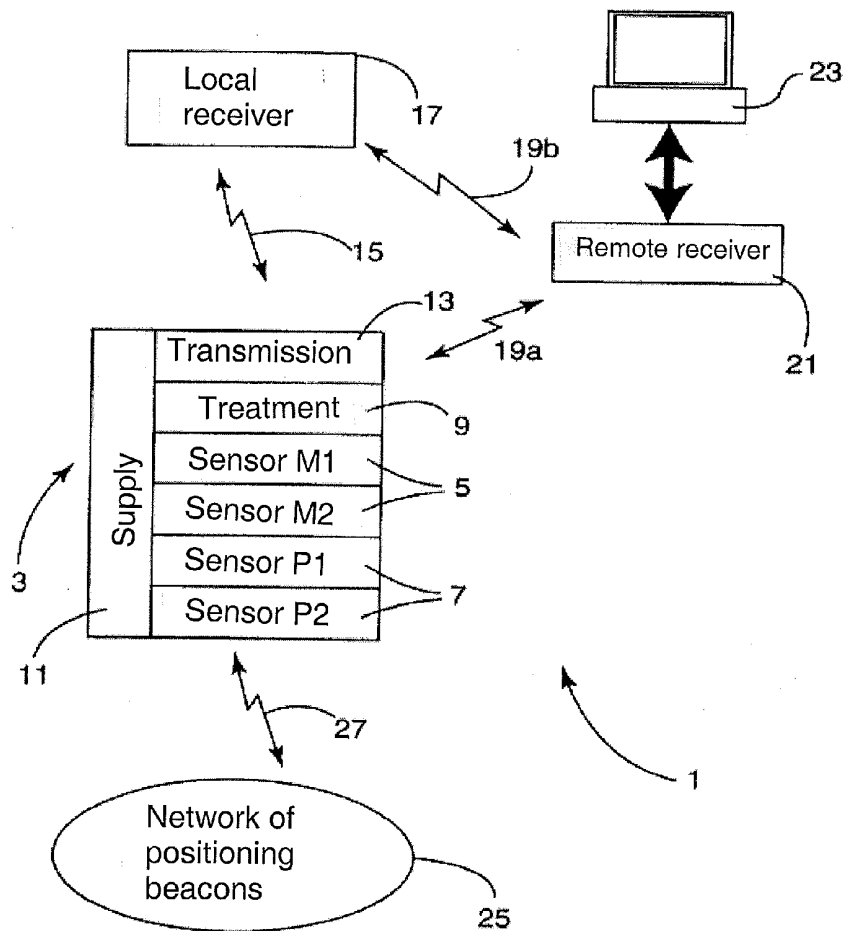 Local
receiver
17
23
19b
15
Remote receiver
21
13
19a
Transmission
Treatment
9
Sensor M1
5
Sensor M2
Supply
Sensor P1
7
Sensor P2
3
11
27
1
Network of
positioning
beacons
25